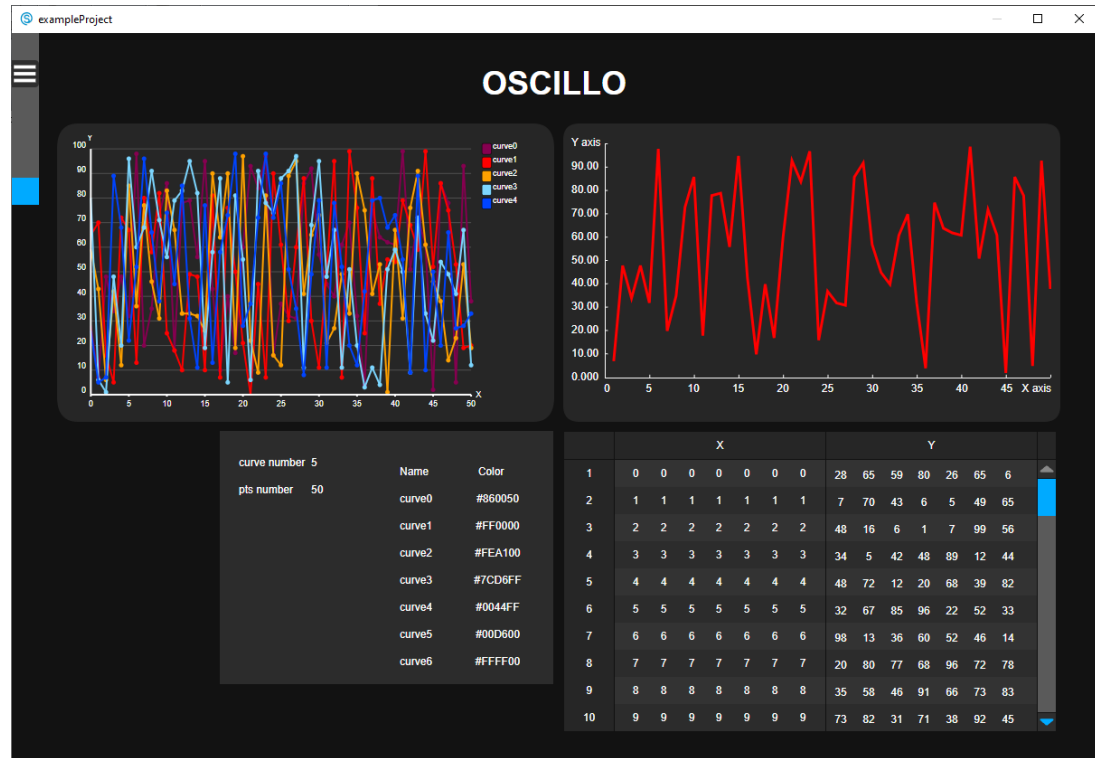 exampleProject
OSCILLO
Y
100
90
80
70
60
50
40
30
20
10
0
0 5 10 15 20 25 30 35 40 45 50
X
curve0
curve1
curve2
curve3
curve4
Y axis
90.00
80.00
70.00
60.00
50.00
40.00
30.00
20.00
10.00
0.000
0 5 10 15 20 25 30 35 40 45 X axis
curve number 5
pts number 50
Name Color
curve0 #860050
curve1 #FF0000
curve2 #FEA100
curve3 #7CD6FF
curve4 #0044FF
curve5 #00D600
curve6 #FFFF00
X Y
1 0 0 0 0 0 0 0 28 65 59 80 26 65 6
2 1 1 1 1 1 1 1 7 70 43 6 5 49 65
3 2 2 2 2 2 2 2 48 16 6 1 7 99 56
4 3 3 3 3 3 3 3 34 5 42 48 89 12 44
5 4 4 4 4 4 4 4 48 72 12 20 68 39 82
6 5 5 5 5 5 5 5 32 67 85 96 22 52 33
7 6 6 6 6 6 6 6 98 13 36 60 52 46 14
8 7 7 7 7 7 7 7 20 80 77 68 96 72 78
9 8 8 8 8 8 8 8 35 58 46 91 66 73 83
10 9 9 9 9 9 9 9 73 82 31 71 38 92 45